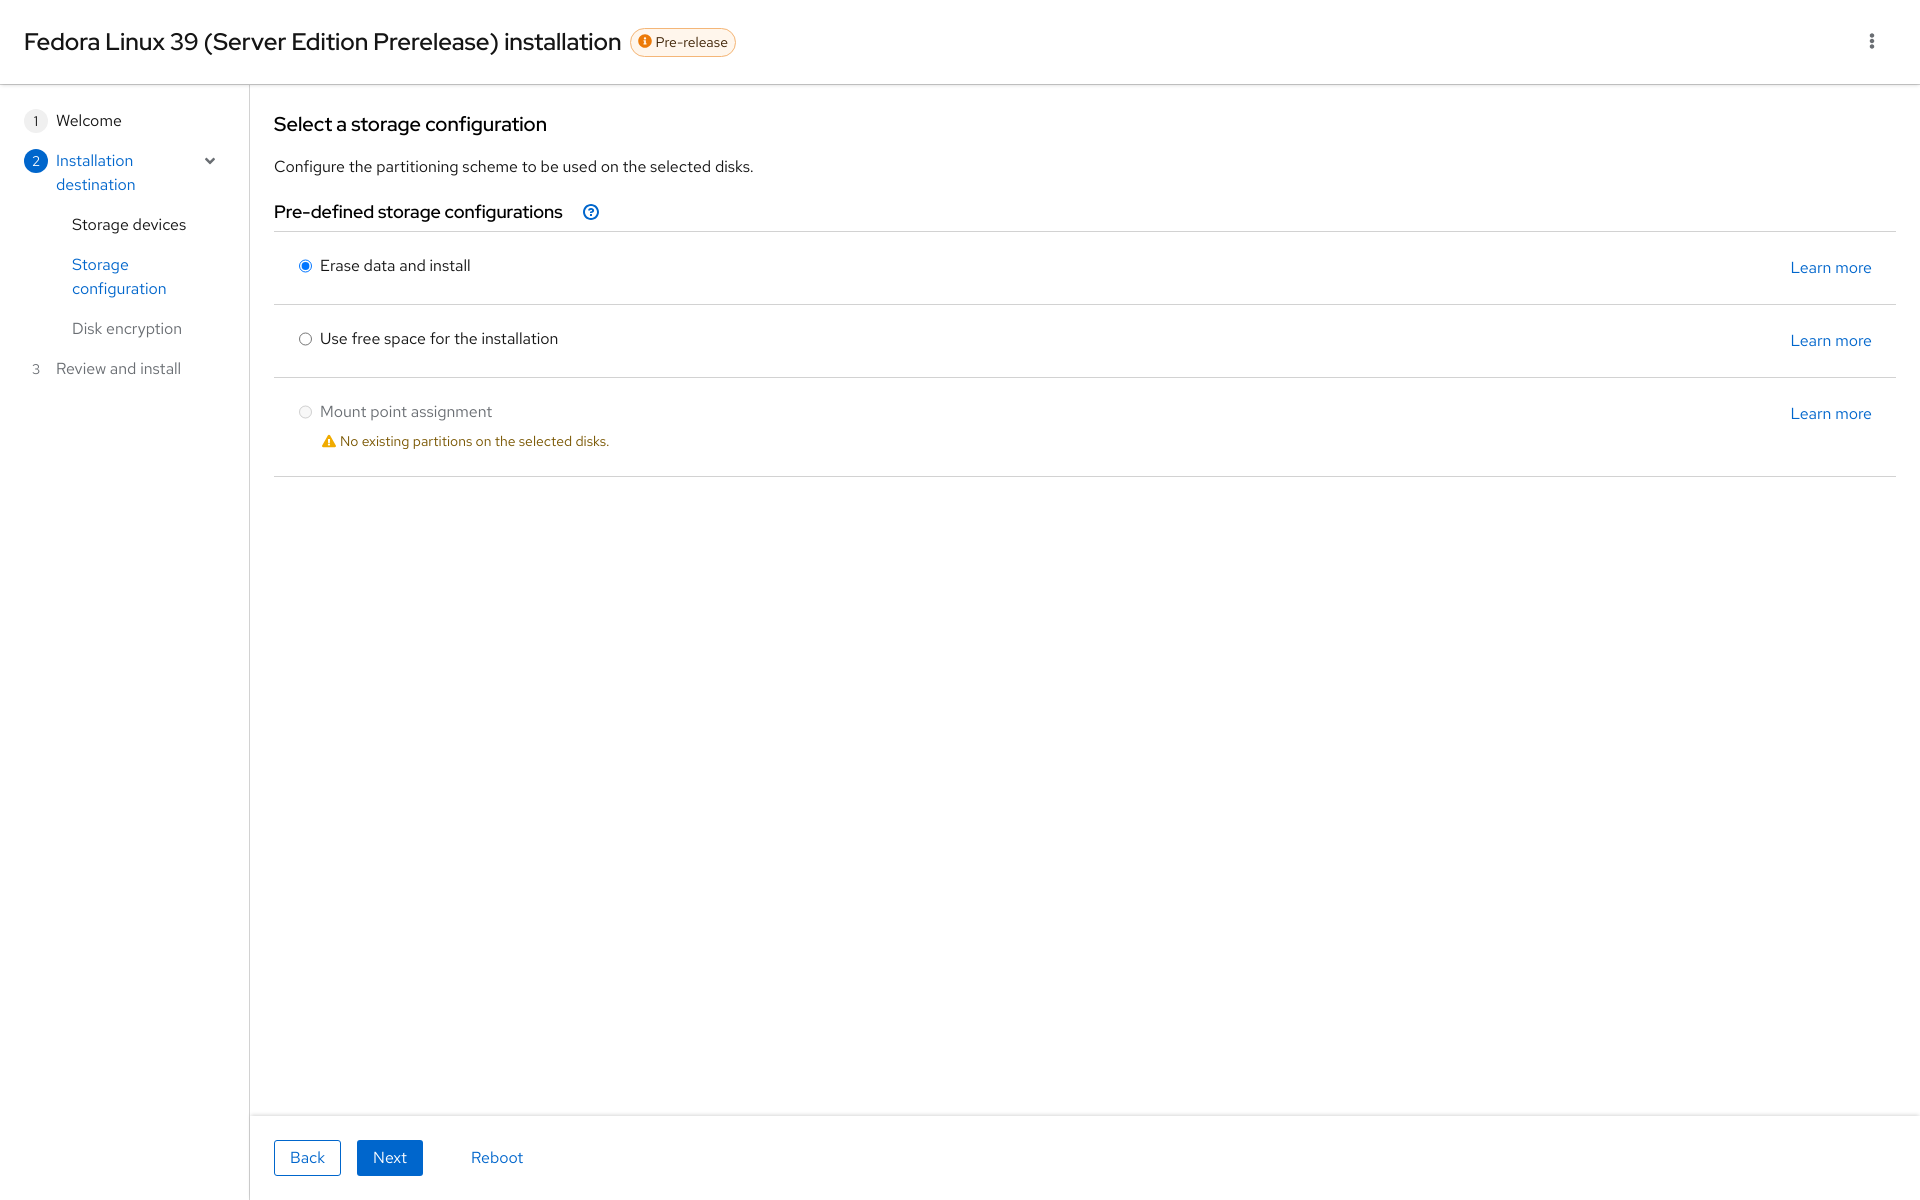 Fedora Linux 39 (Server Edition Prerelease) installation
Pre-release
1 Welcome
2 Installation
destination
Storage devices
Storage
configuration
Disk encryption
3 Review and install
Select a storage configuration
Configure the partitioning scheme to be used on the selected disks.
Pre-defined storage configurations
Erase data and install
Learn more
Use free space for the installation
Learn more
Mount point assignment
Learn more
No existing partitions on the selected disks.
Back
Next
Reboot